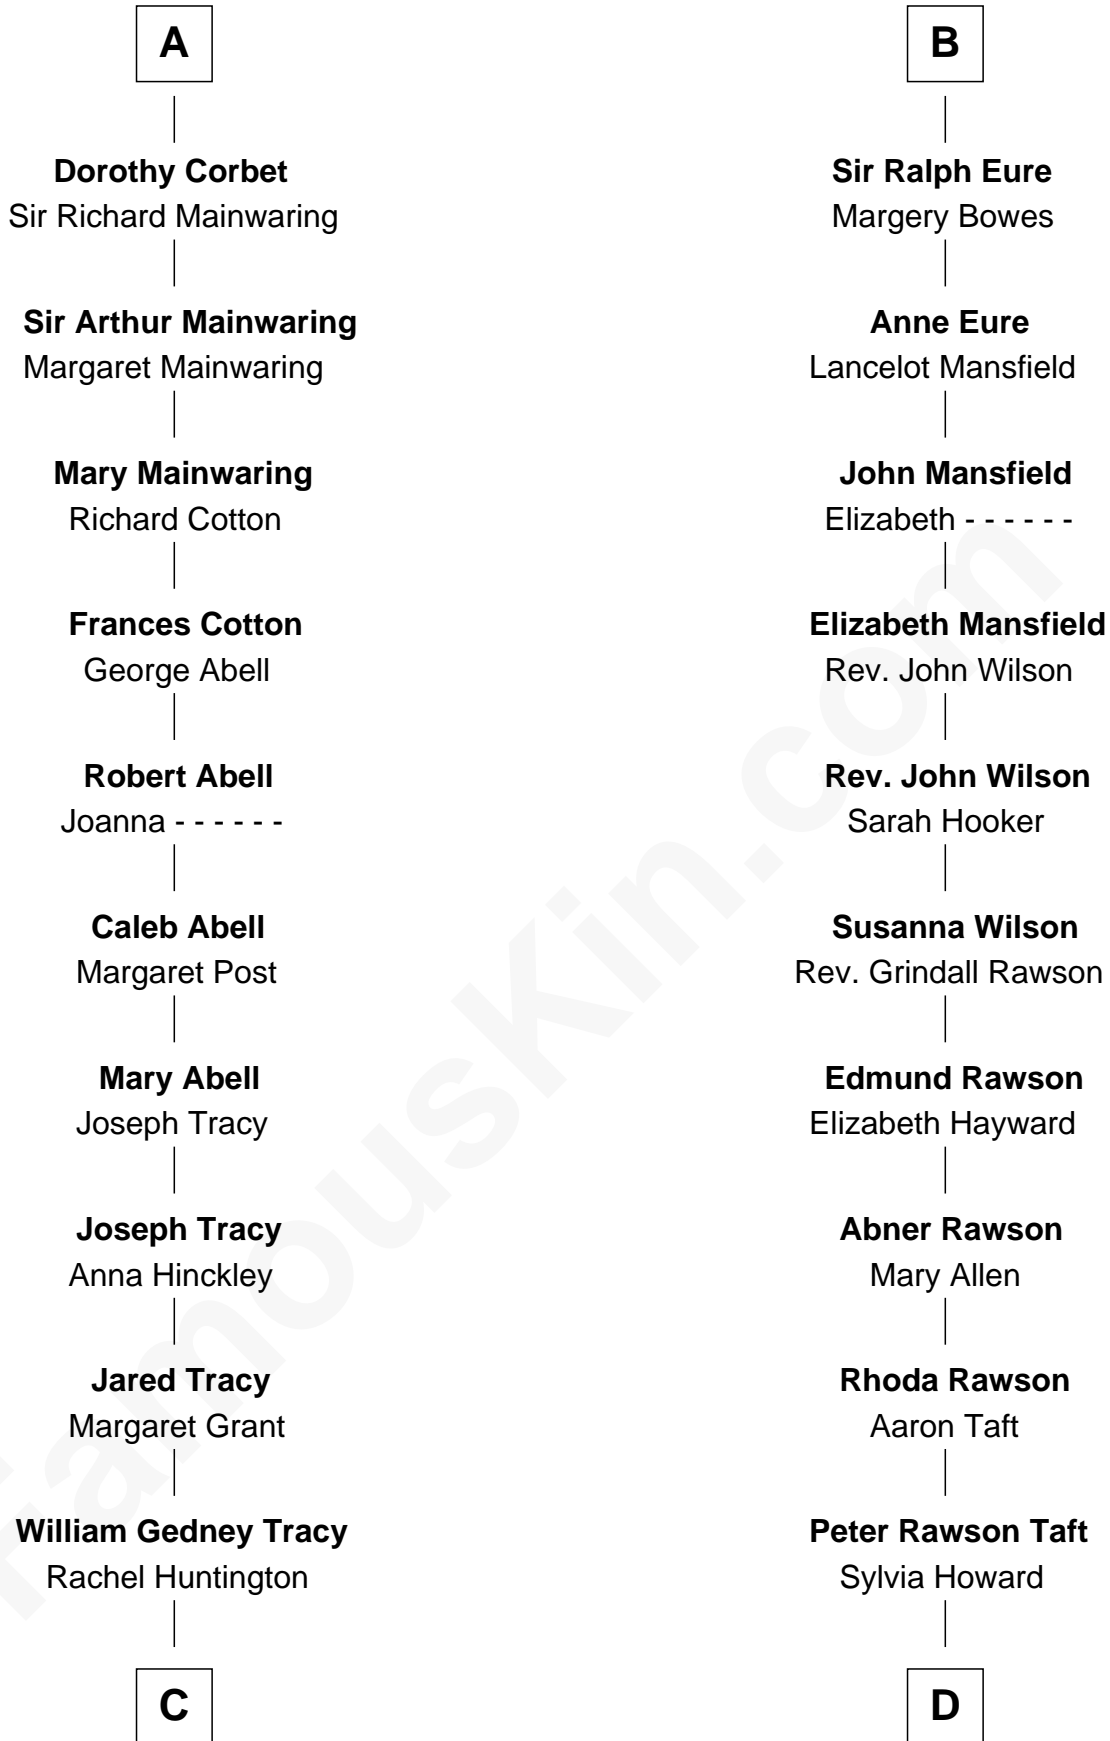 A
Dorothy Corbet
Sir Richard Mainwaring
Sir Arthur Mainwaring
Margaret Mainwaring
Mary Mainwaring
Richard Cotton
Frances Cotton
George Abell
Robert Abell
Joanna - - - - - -
Caleb Abell
Margaret Post
Mary Abell
Joseph Tracy
Joseph Tracy
Anna Hinckley
Jared Tracy
Margaret Grant
William Gedney Tracy
Rachel Huntington
C
B
Sir Ralph Eure
Margery Bowes
Anne Eure
Lancelot Mansfield
John Mansfield
Elizabeth - - - - - -
Elizabeth Mansfield
Rev. John Wilson
Rev. John Wilson
Sarah Hooker
Susanna Wilson
Rev. Grindall Rawson
Edmund Rawson
Elizabeth Hayward
Abner Rawson
Mary Allen
Rhoda Rawson
Aaron Taft
Peter Rawson Taft
Sylvia Howard
D
FamousKin.com